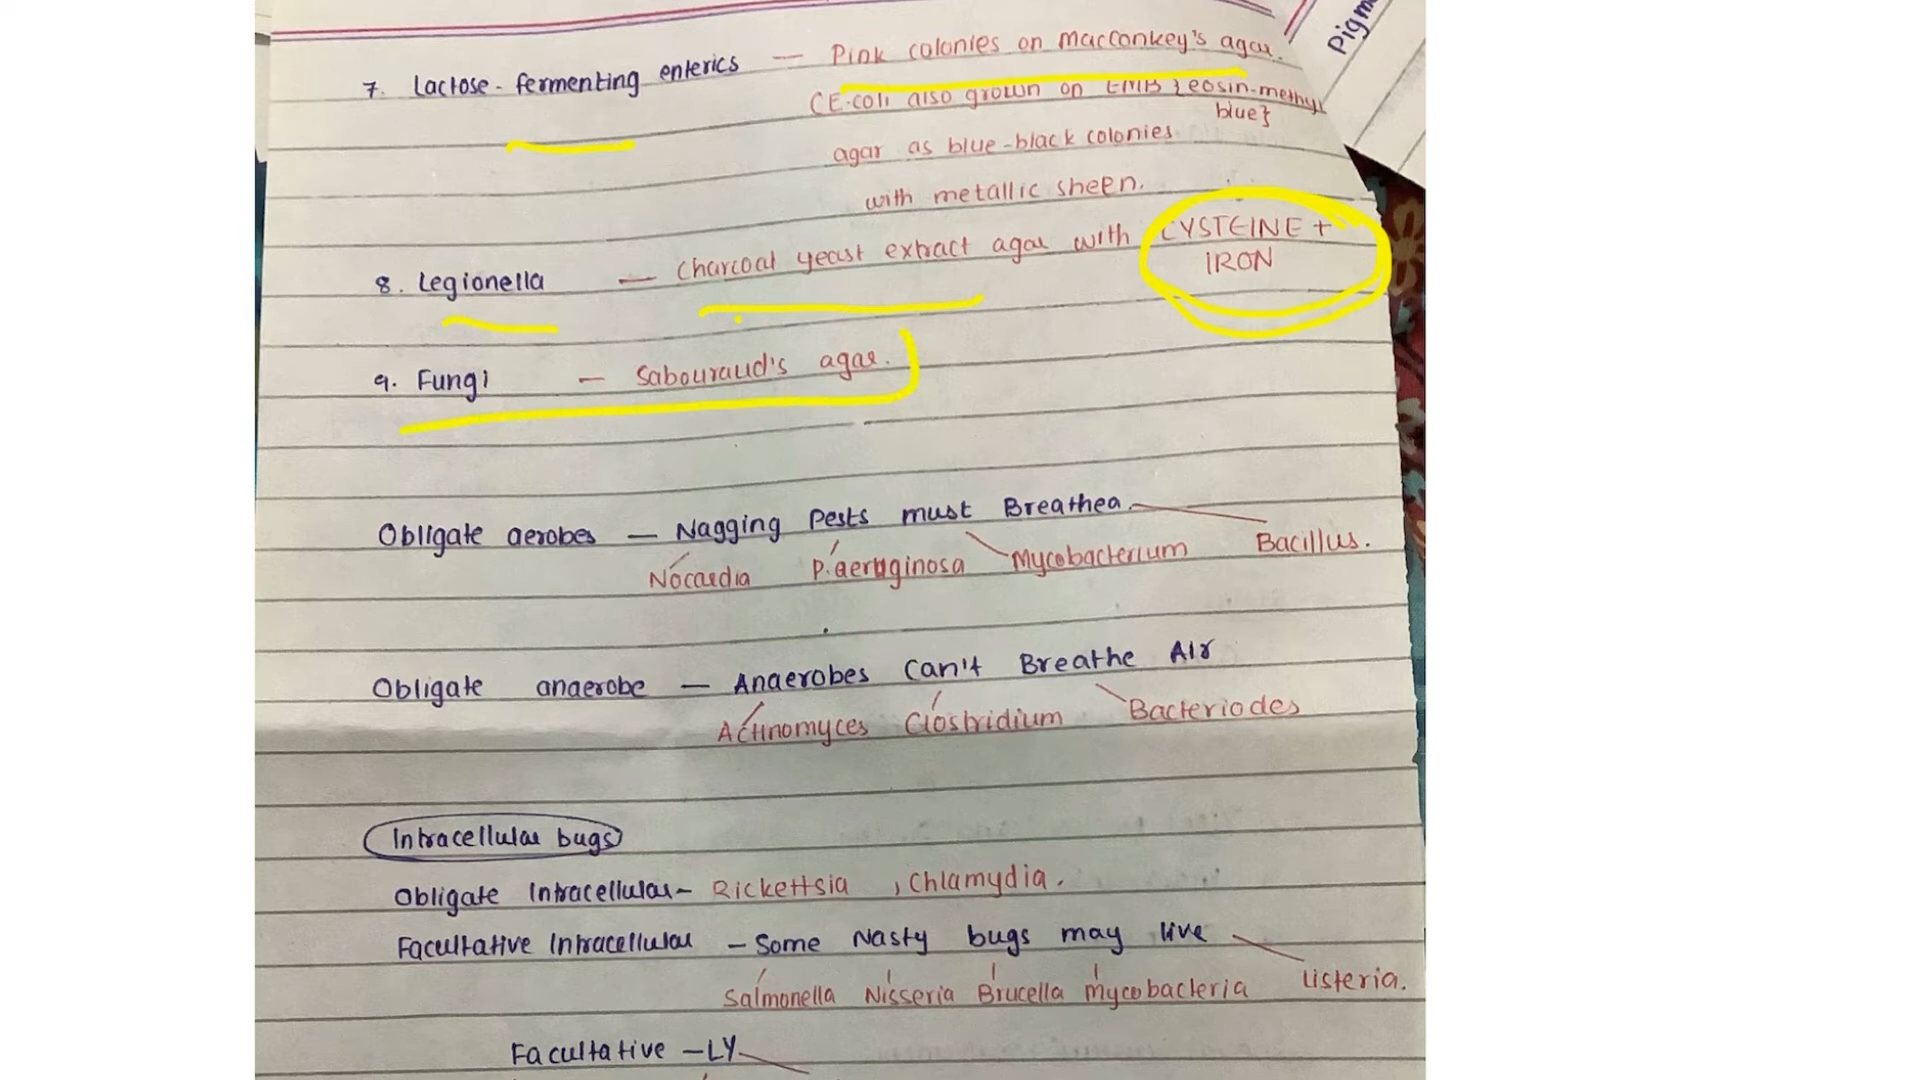 Pigm
7. Lactose-fermenting enterics — Pink colonies on MacConkey's agar.
CE.coli also grown on EMB {eosin-methyl
blue}
agar as blue-black colonies
with metallic sheen.
8. Legionella — Charcoal yeast extract agar with CYSTEINE +
IRON
9. Fungi — Sabouraud's agar.
Obligate aerobes — Nagging Pests must Breathea
Nocardia P.aeruginosa Mycobacterium Bacillus.
Obligate anaerobe — Anaerobes Can't Breathe Air
Actinomyces Clostridium Bacteriodes
Intracellular bugs
Obligate Intracellular- Rickettsia , Chlamydia.
Facultative Intracellular - Some Nasty bugs may live
Salmonella Nisseria Brucella Mycobacteria Listeria.
Facultative - LY